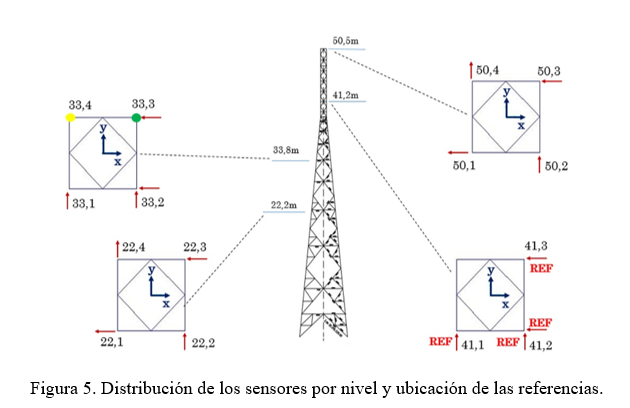 50,5m
50,4
50,3
y
x
50,1
50,2
41,2m
33,4
33,3
y
x
33,1
33,2
33,8m
22,2m
22,4
22,3
y
x
22,1
22,2
41,3
REF
y
x
REF
REF 41,1 REF 41,2
Figura 5. Distribución de los sensores por nivel y ubicación de las referencias.